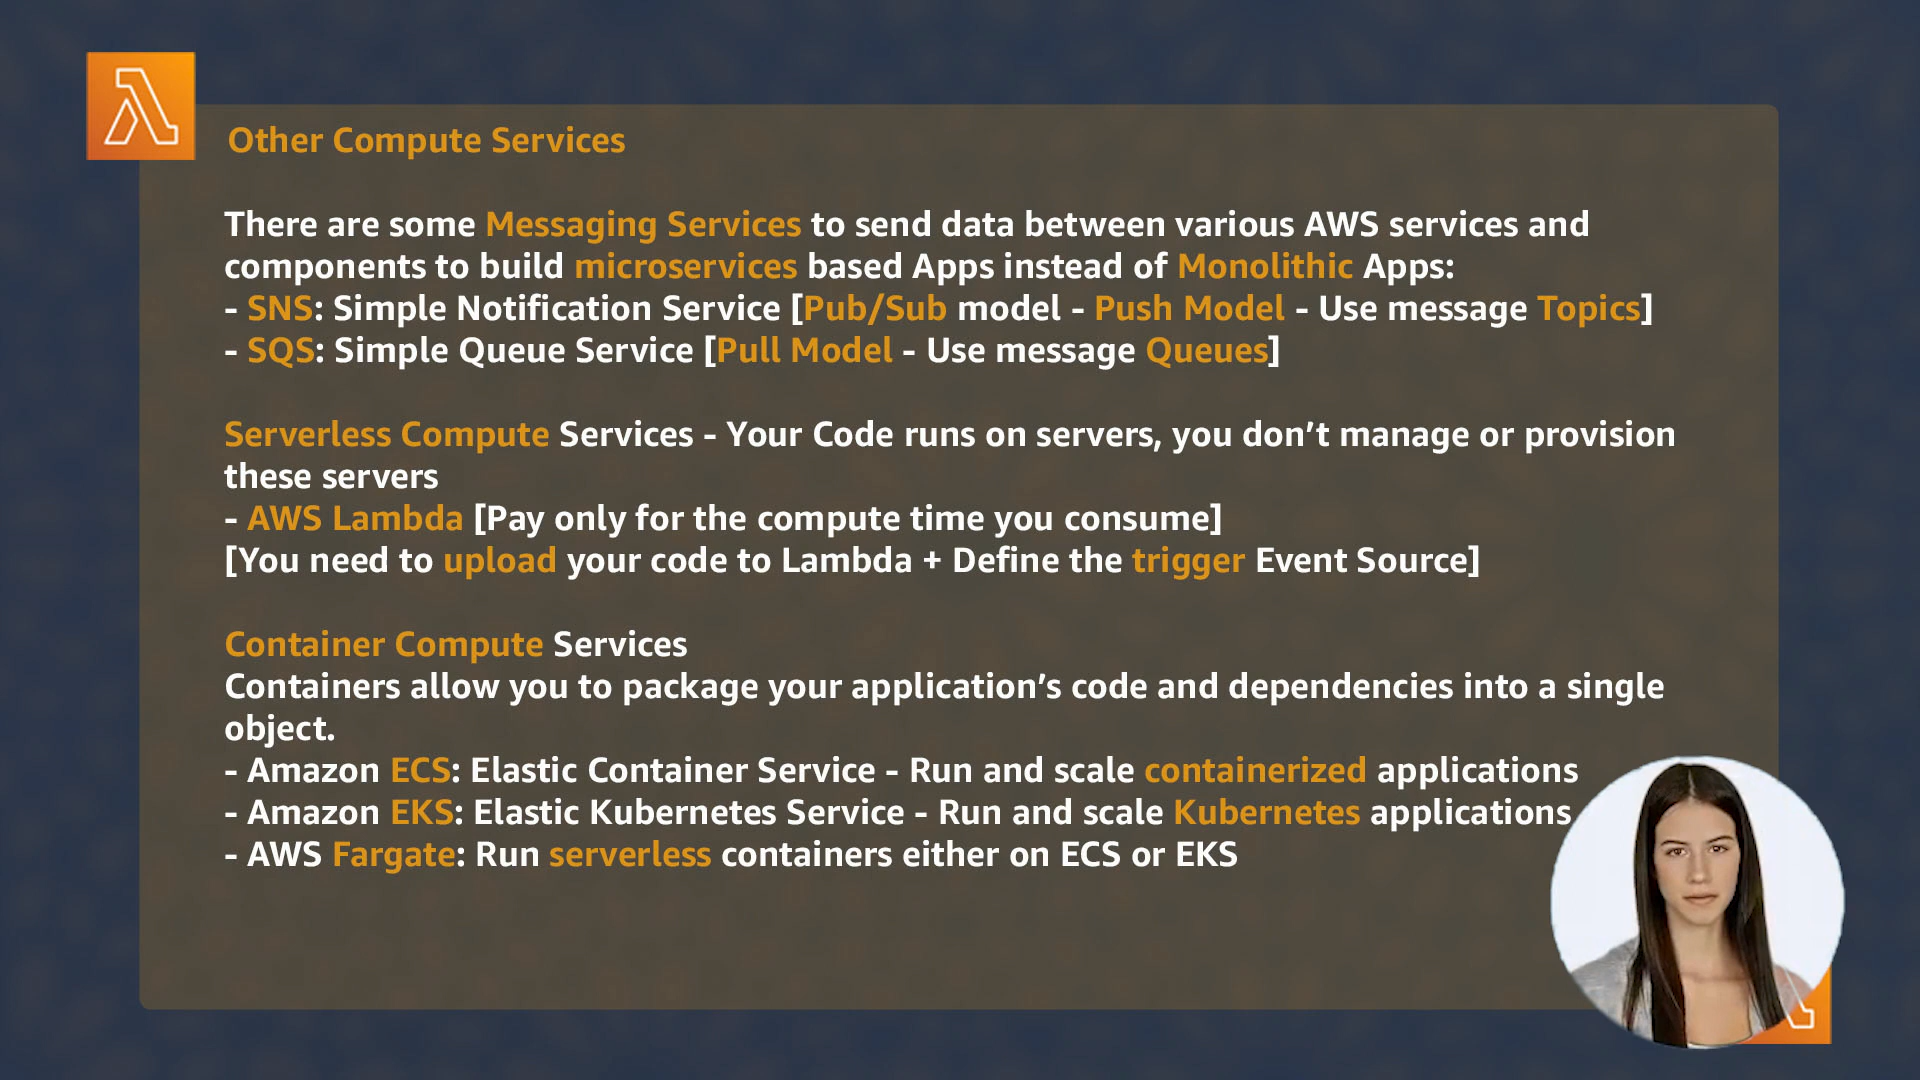 Other Compute Services
There are some Messaging Services to send data between various AWS services and
components to build microservices based Apps instead of Monolithic Apps:
- SNS: Simple Notification Service [Pub/Sub model - Push Model - Use message Topics]
- SQS: Simple Queue Service [Pull Model - Use message Queues]
Serverless Compute Services - Your Code runs on servers, you don’t manage or provision
these servers
- AWS Lambda [Pay only for the compute time you consume]
[You need to upload your code to Lambda + Define the trigger Event Source]
Container Compute Services
Containers allow you to package your application’s code and dependencies into a single
object.
- Amazon ECS: Elastic Container Service - Run and scale containerized applications
- Amazon EKS: Elastic Kubernetes Service - Run and scale Kubernetes applications
- AWS Fargate: Run serverless containers either on ECS or EKS